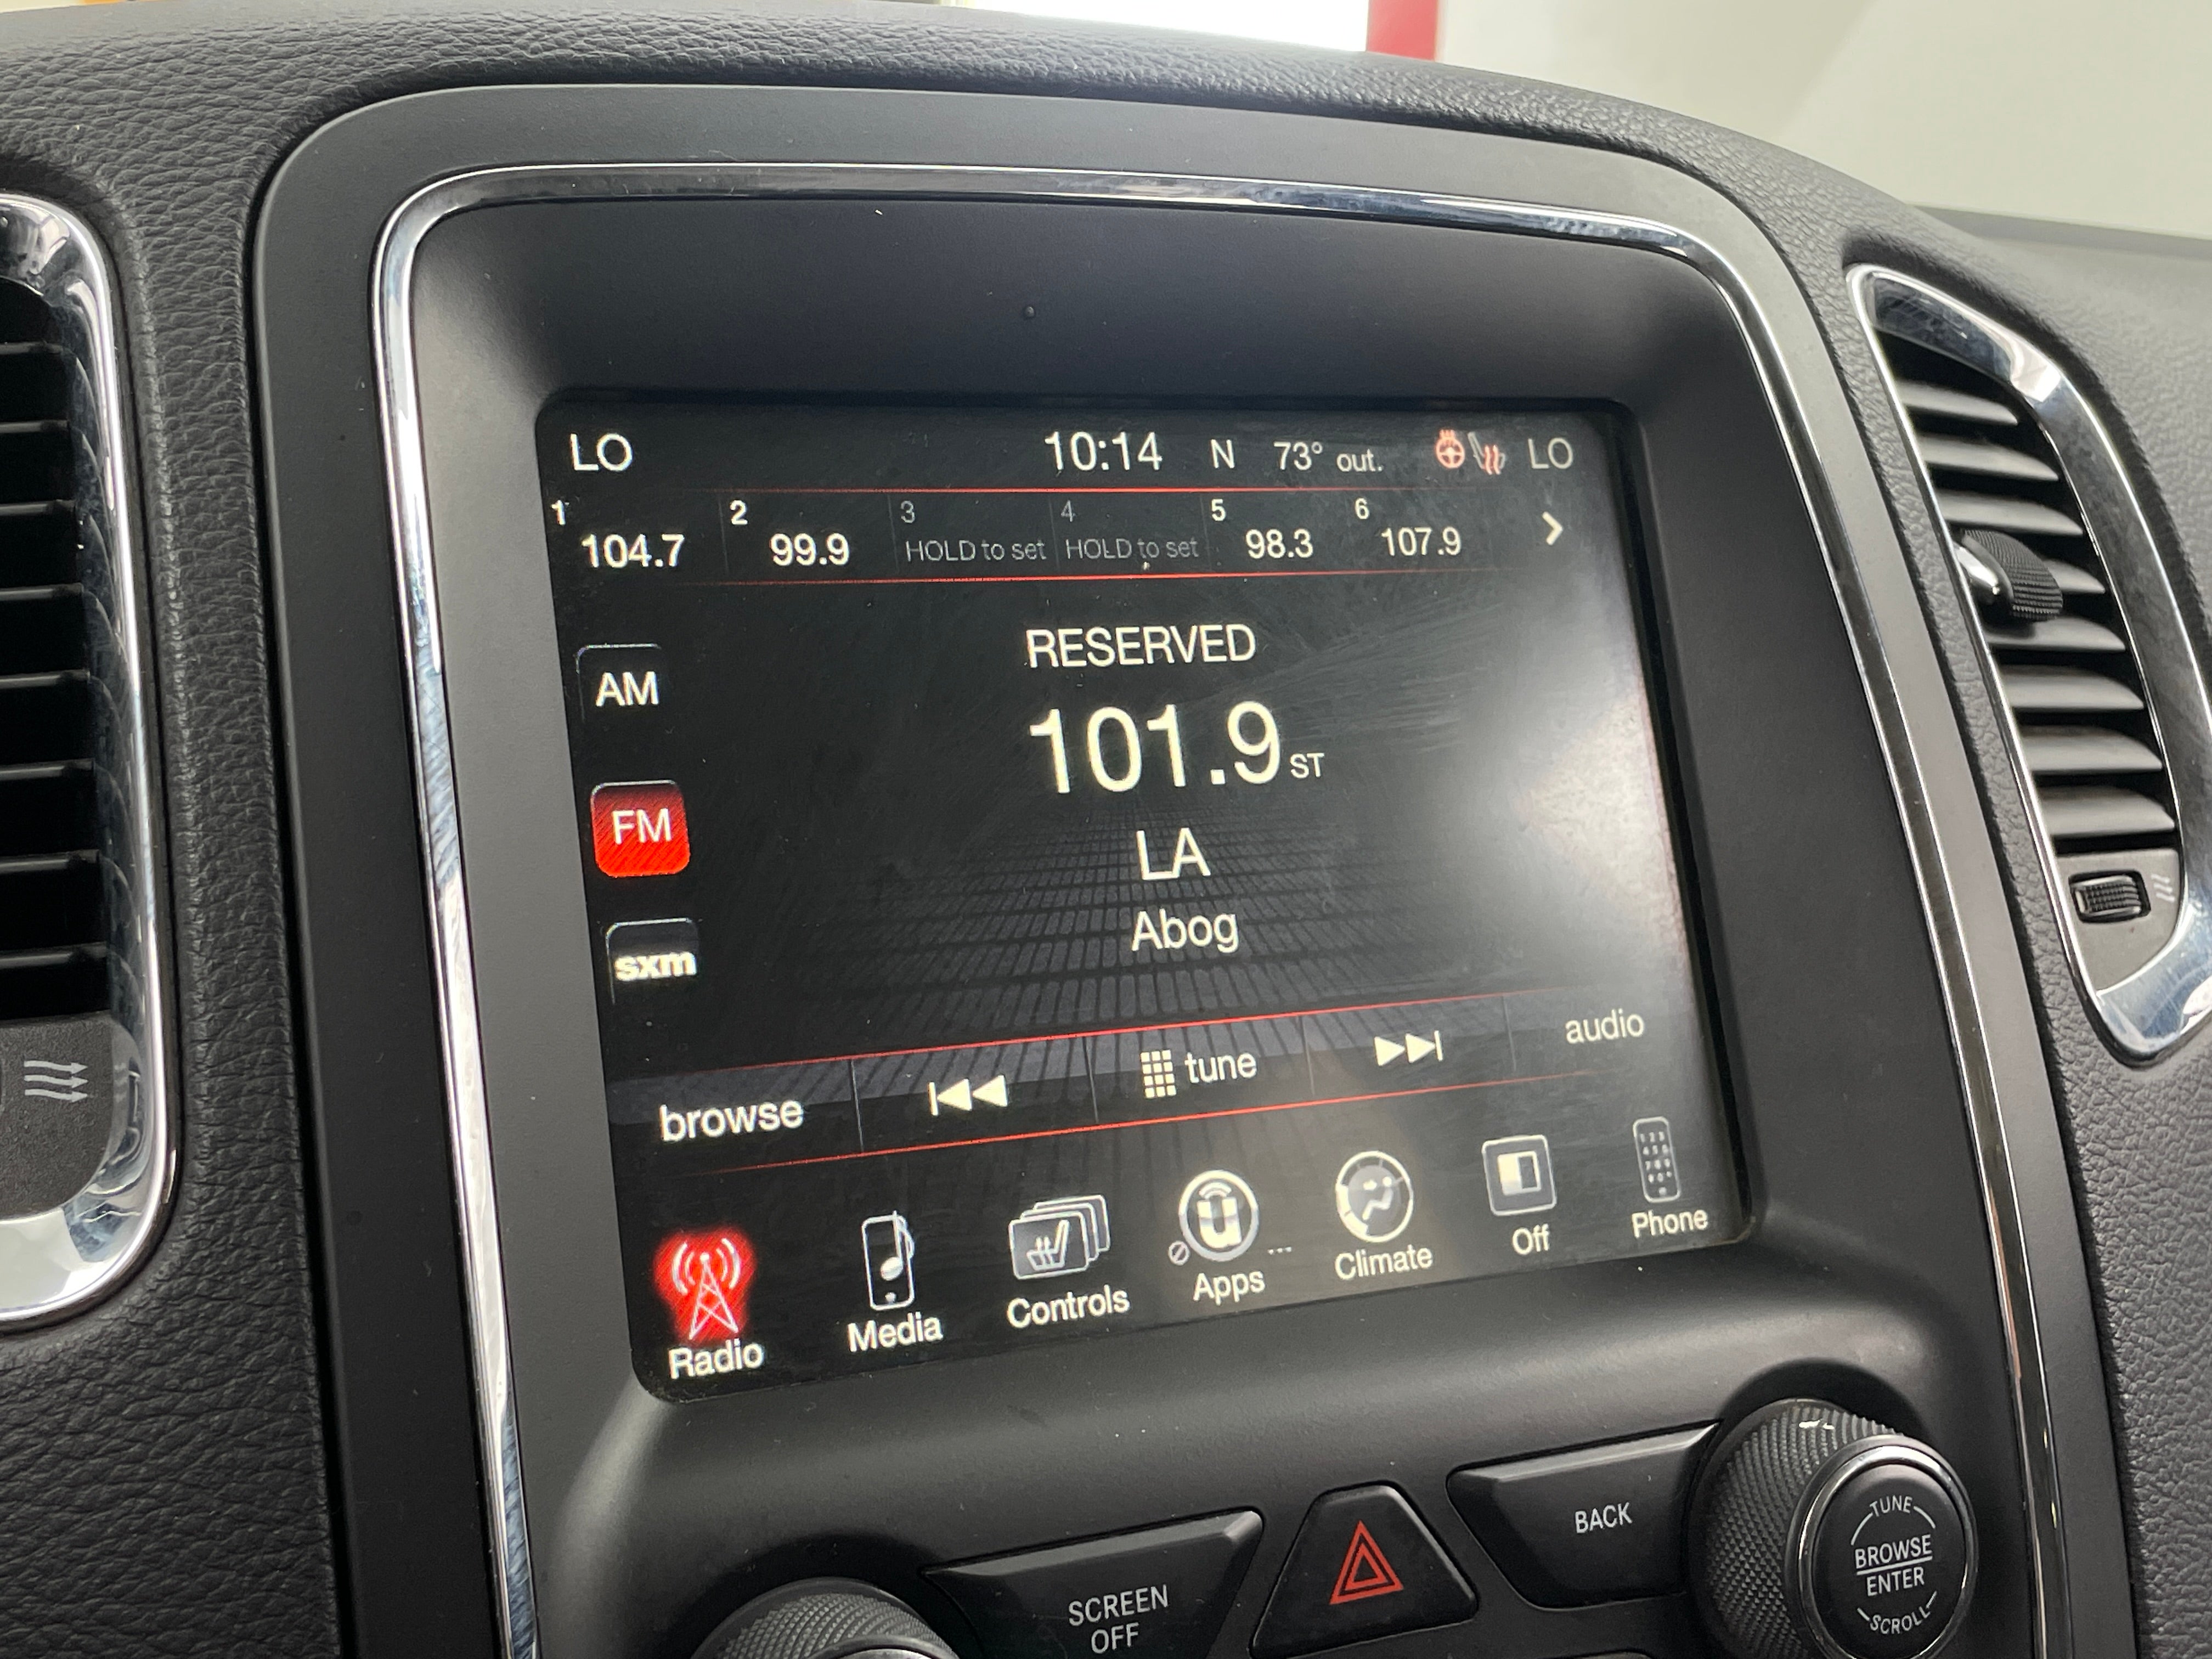 LO 10:14 N 73° out. LO
1 2 3 4 5 6
104.7 99.9 HOLD to set HOLD to set 98.3 107.9
RESERVED
AM
101.9 ST
FM
LA
Abog
sxm
browse tune audio
Radio Media Controls Apps Climate Off Phone
SCREEN
OFF
BACK
TUNE
BROWSE
ENTER
SCROLL